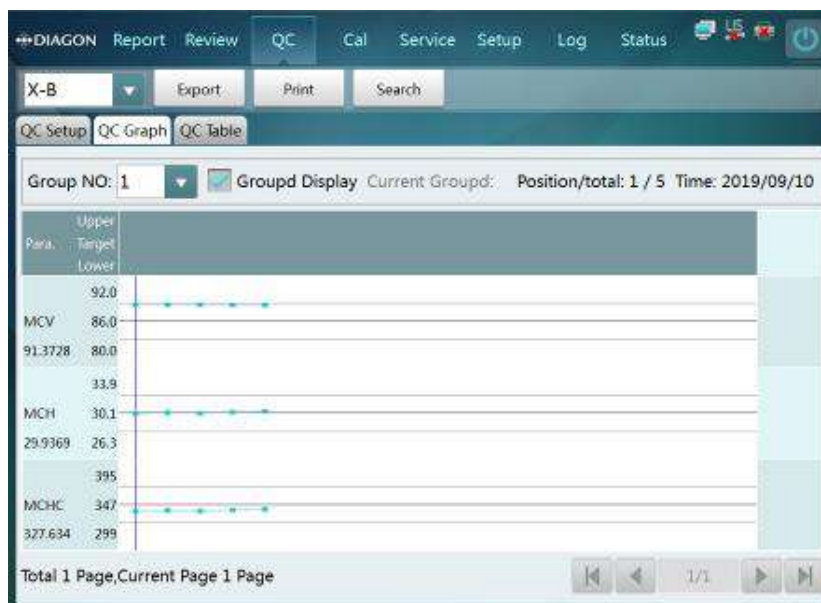 DIAGON Report Review QC Cal Service Setup Log Status
X-B Export Print Search
QC Setup QC Graph QC Table
Group NO: 1 Groupd Display Current Groupd: Position/total: 1 / 5 Time: 2019/09/10
Upper
Para. Target
Lower
92.0
MCV 86.0
91.3728 80.0
33.9
MCH 30.1
29.9369 26.3
395
MCHC 347
327.634 299
Total 1 Page,Current Page 1 Page 1/1